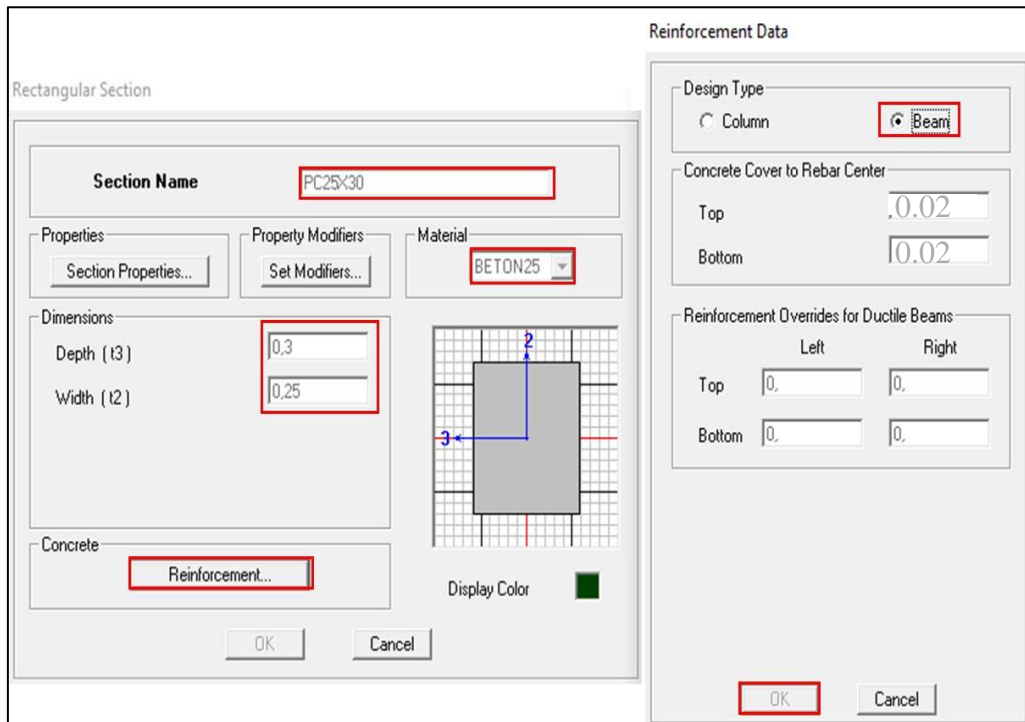 Rectangular Section
Section Name PC25X30
Properties
Section Properties...
Property Modifiers
Set Modifiers...
Material
BETON25
Dimensions
Depth ( t3 ) 0,3
Width ( t2 ) 0,25
2
3
Concrete
Reinforcement...
Display Color
OK Cancel
Reinforcement Data
Design Type
Column Beam
Concrete Cover to Rebar Center
Top ,0.02
Bottom 0.02
Reinforcement Overrides for Ductile Beams
Left Right
Top 0, 0,
Bottom 0, 0,
OK Cancel